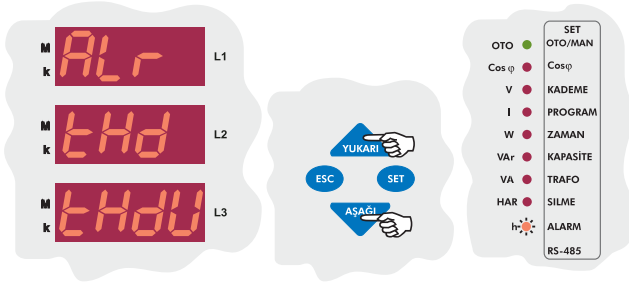 M
k
ALr
L1
M
k
tHd
L2
M
k
tHdU
L3
YUKARI
ESC
SET
AŞAĞI
SET
OTO OTO/MAN
Cos φ Cosφ
V KADEME
I PROGRAM
W ZAMAN
VAr KAPASİTE
VA TRAFO
HAR SILME
h ALARM
RS-485